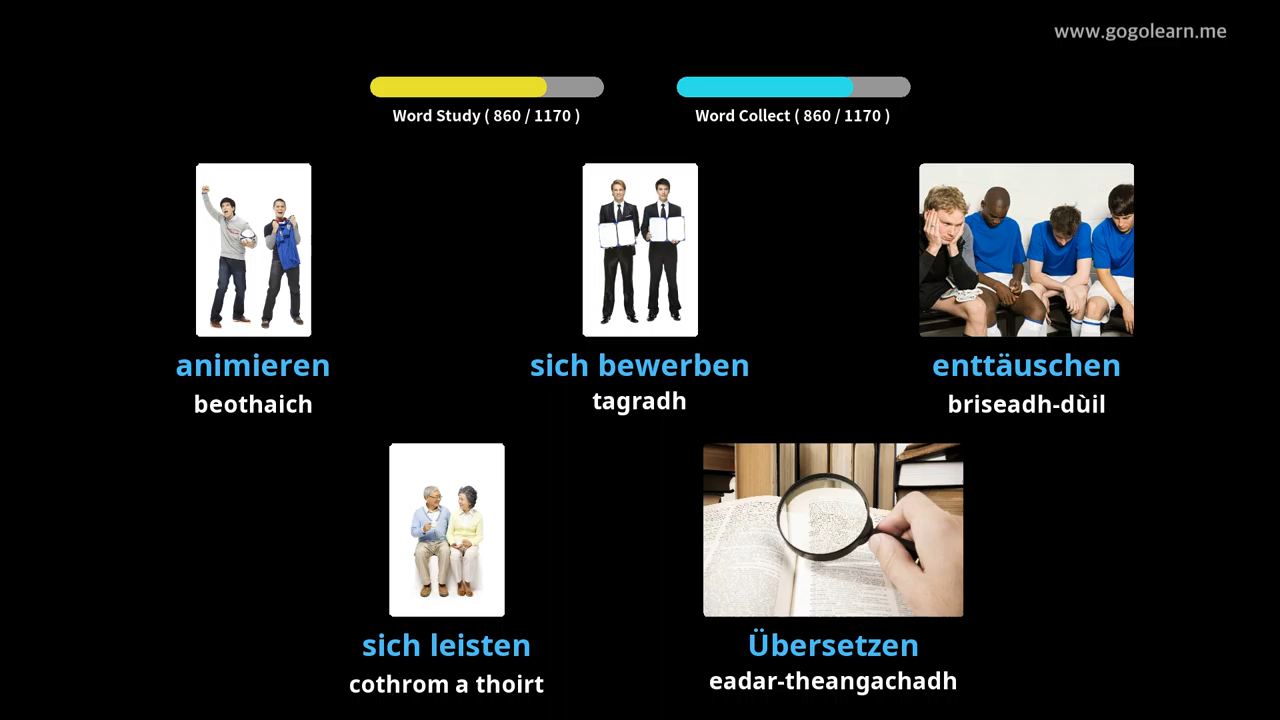 www.gogolearn.me
Word Study ( 860 / 1170 )
Word Collect ( 860 / 1170 )
animieren
beothaich
sich bewerben
tagradh
enttäuschen
briseadh-dùil
sich leisten
cothrom a thoirt
Übersetzen
eadar-theangachadh